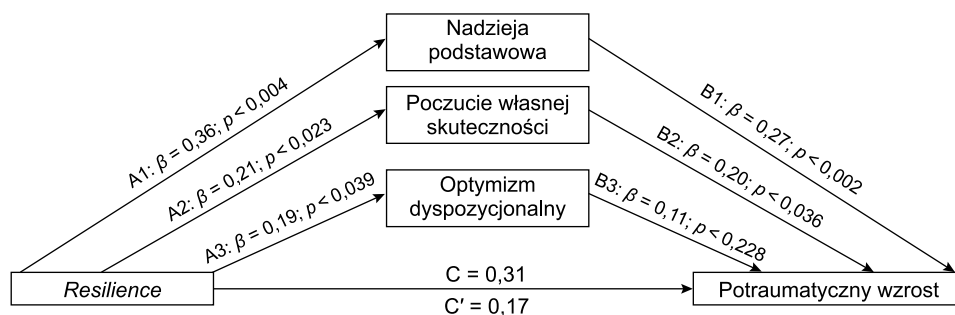 Nadzieja
podstawowa
A1: β = 0,36; p < 0,004
B1: β = 0,27; p < 0,002
Poczucie własnej
skuteczności
A2: β = 0,21; p < 0,023
B2: β = 0,20; p < 0,036
Optymizm
dyspozycjonalny
A3: β = 0,19; p < 0,039
B3: β = 0,11; p < 0,228
Resilience
C = 0,31
C′ = 0,17
Potraumatyczny wzrost